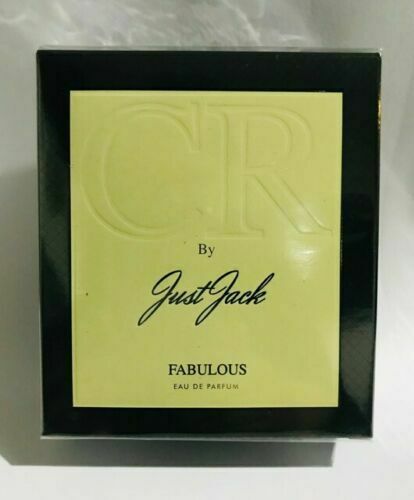 CR
By
Just Jack
FABULOUS
EAU DE PARFUM